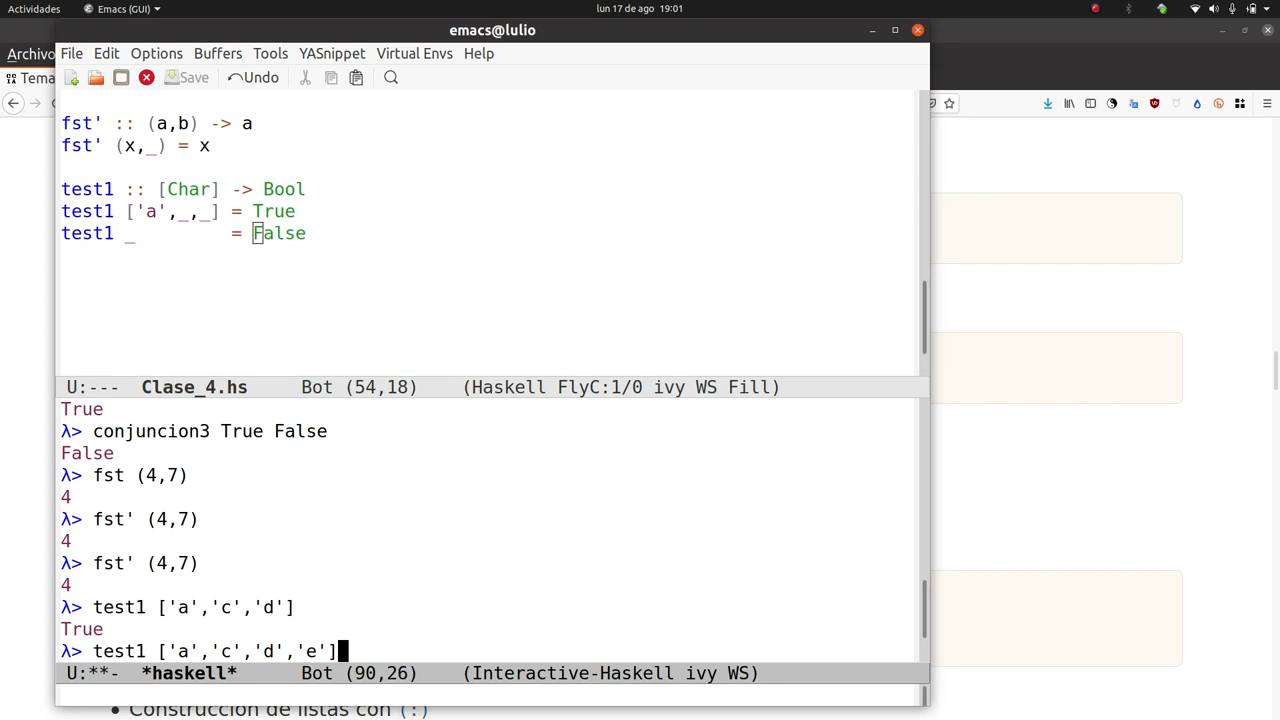 Actividades Emacs (GUI) lun 17 de ago 19:01
emacs@lulio
Archivo
File Edit Options Buffers Tools YASnippet Virtual Envs Help
Tema
Save Undo
fst' :: (a,b) -> a
fst' (x,_) = x
test1 :: [Char] -> Bool
test1 ['a',_,_] = True
test1 _         = False
U:---  Clase_4.hs     Bot (54,18)    (Haskell FlyC:1/0 ivy WS Fill)
True
λ> conjuncion3 True False
False
λ> fst (4,7)
4
λ> fst' (4,7)
4
λ> fst' (4,7)
4
λ> test1 ['a','c','d']
True
λ> test1 ['a','c','d','e']
U:**-  *haskell*      Bot (90,26)    (Interactive-Haskell ivy WS)
• Construcción de listas con (:)